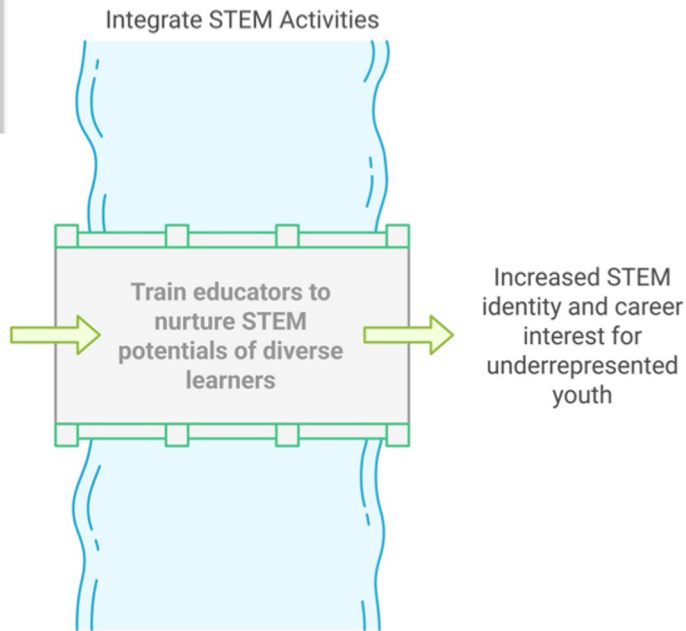 Integrate STEM Activities
Train educators to
nurture STEM
potentials of diverse
learners
Increased STEM
identity and career
interest for
underrepresented
youth